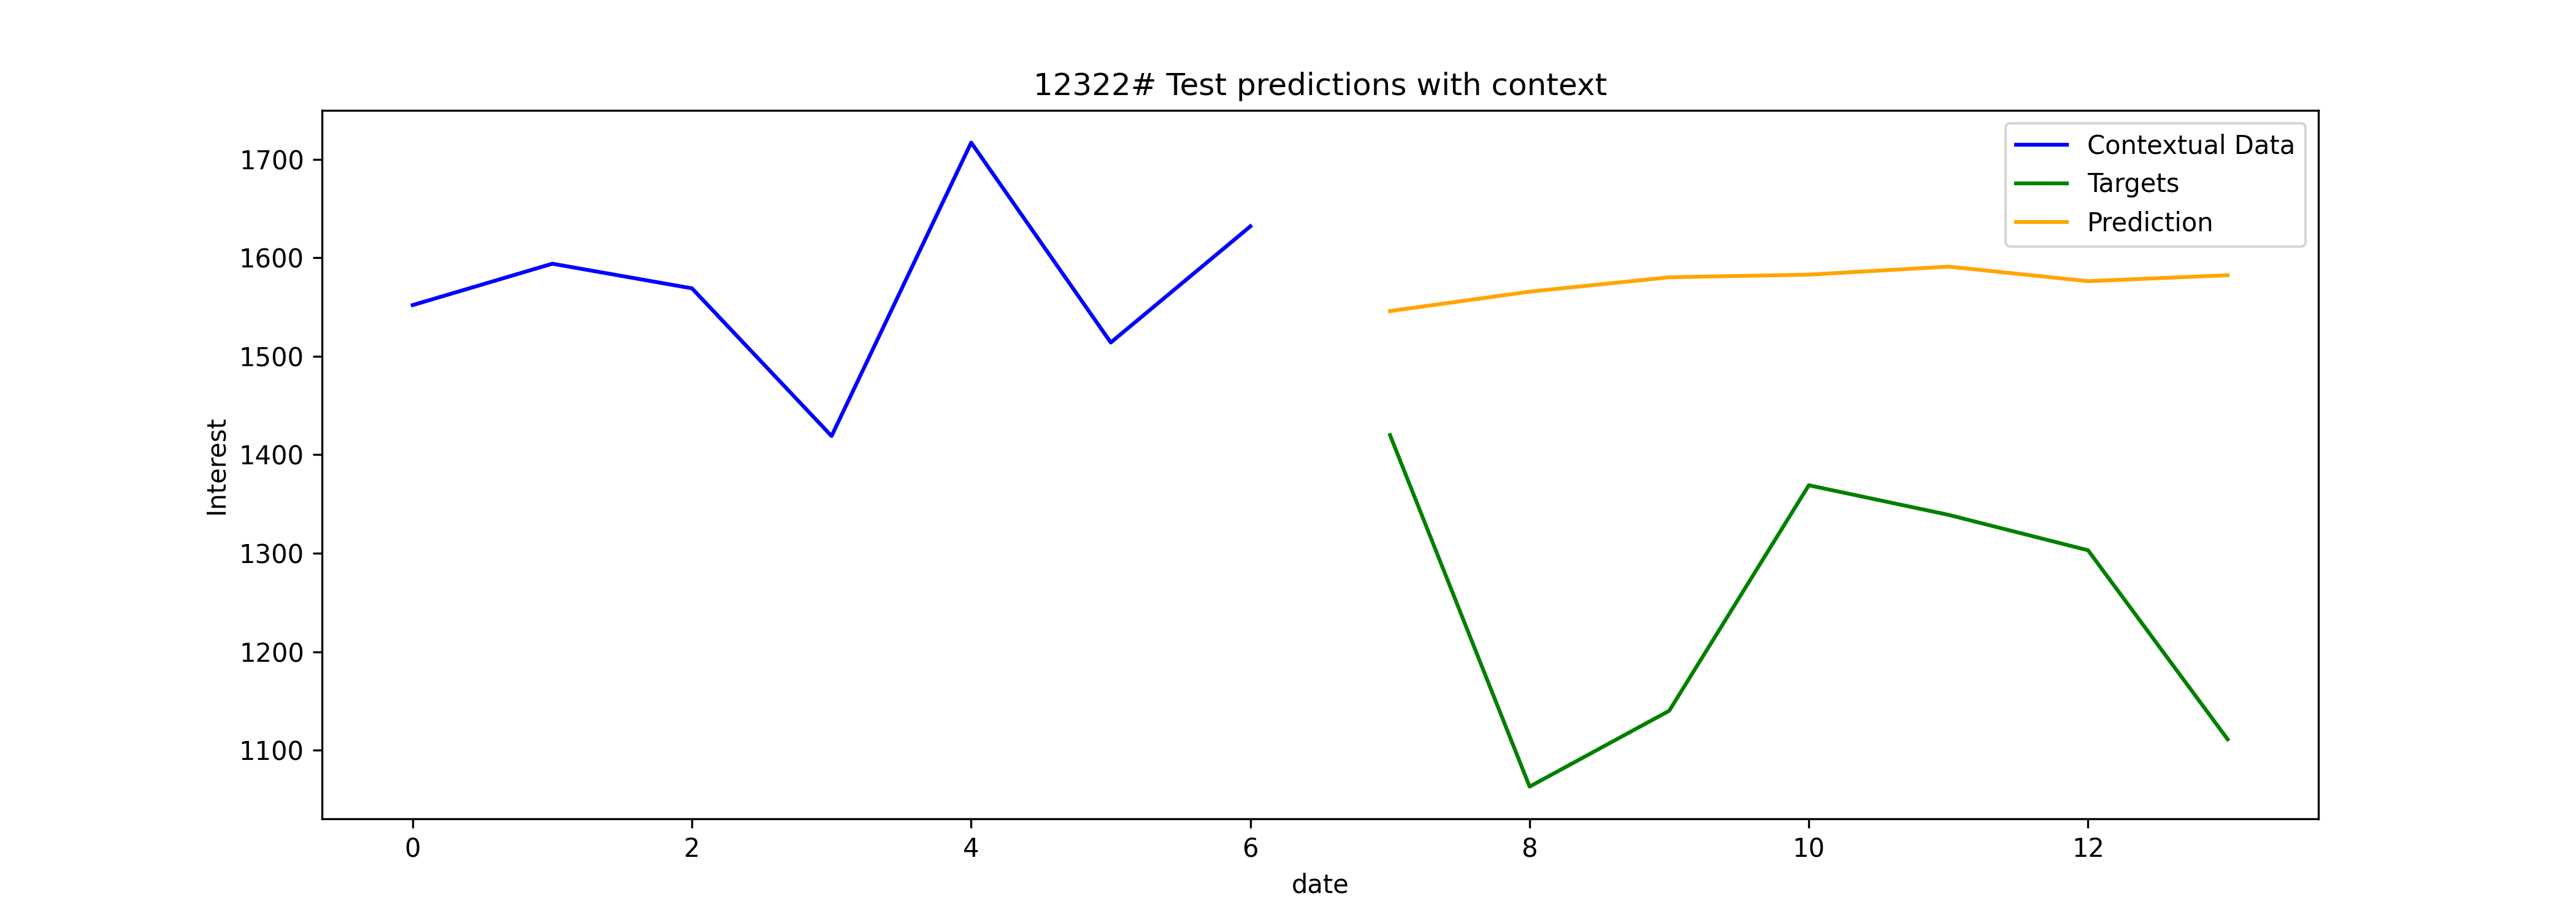 12322# Test predictions with context
Contextual Data
Targets
Prediction
1700
1600
1500
1400
1300
1200
1100
Interest
0 2 4 6 8 10 12
date